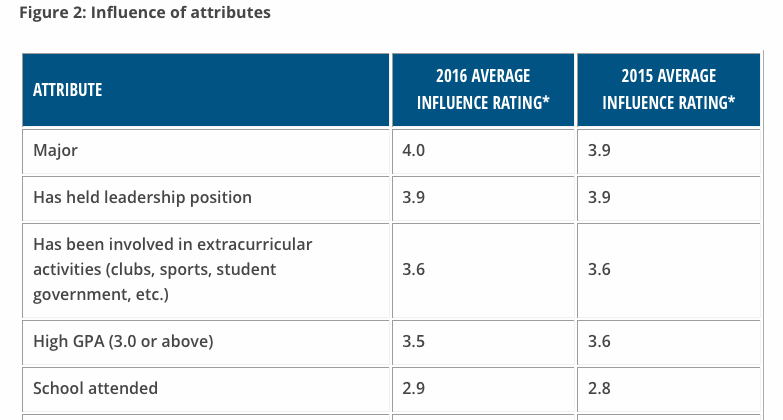 Figure 2: Influence of attributes
ATTRIBUTE
2016 AVERAGE
INFLUENCE RATING*
2015 AVERAGE
INFLUENCE RATING*
Major
4.0
3.9
Has held leadership position
3.9
3.9
Has been involved in extracurricular
activities (clubs, sports, student
government, etc.)
3.6
3.6
High GPA (3.0 or above)
3.5
3.6
School attended
2.9
2.8